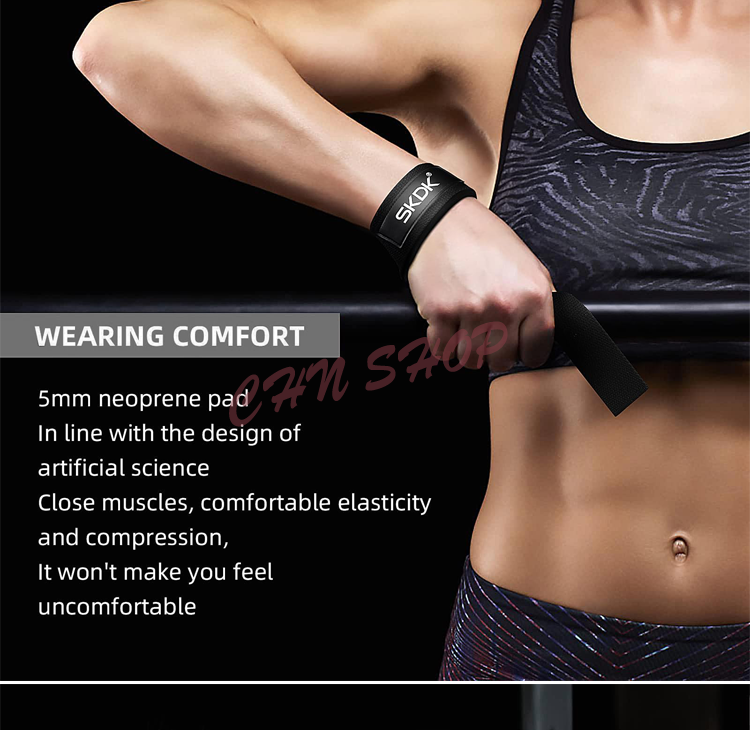 SKDK®
WEARING COMFORT
CHN SHOP
5mm neoprene pad
In line with the design of
artificial science
Close muscles, comfortable elasticity
and compression,
It won't make you feel
uncomfortable